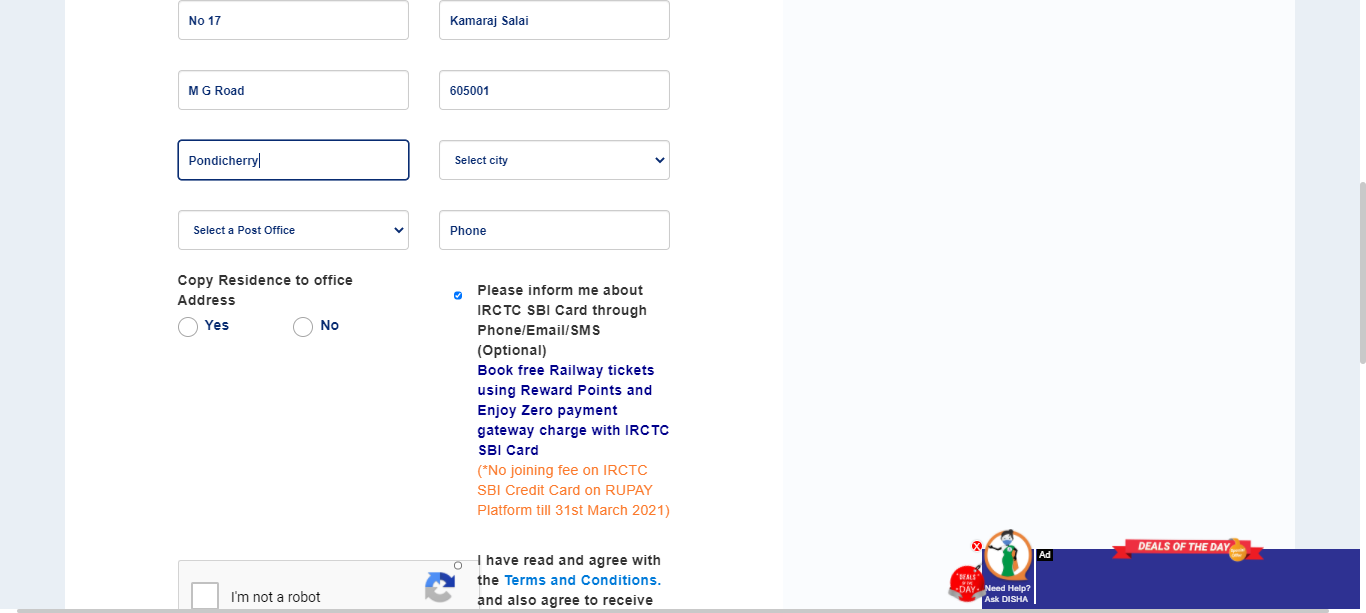 No 17
Kamaraj Salai
M G Road
605001
Pondicherry
Select city
Select a Post Office
Phone
Copy Residence to office
Address
Yes
No
Please inform me about
IRCTC SBI Card through
Phone/Email/SMS
(Optional)
Book free Railway tickets
using Reward Points and
Enjoy Zero payment
gateway charge with IRCTC
SBI Card
(*No joining fee on IRCTC
SBI Credit Card on RUPAY
Platform till 31st March 2021)
I'm not a robot
I have read and agree with
the Terms and Conditions.
and also agree to receive
X
Ad
Need Help?
Ask DISHA
DEALS OF THE DAY
DEALS
OF THE
DAY